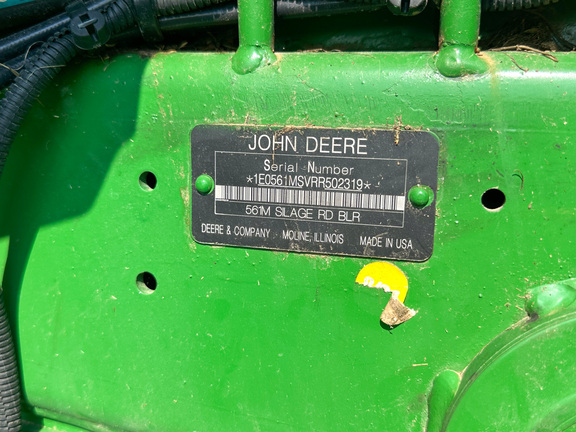 JOHN DEERE
Serial Number
*1E0561MSVRR502319*
561M SILAGE RD BLR
DEERE & COMPANY MOLINE, ILLINOIS MADE IN USA